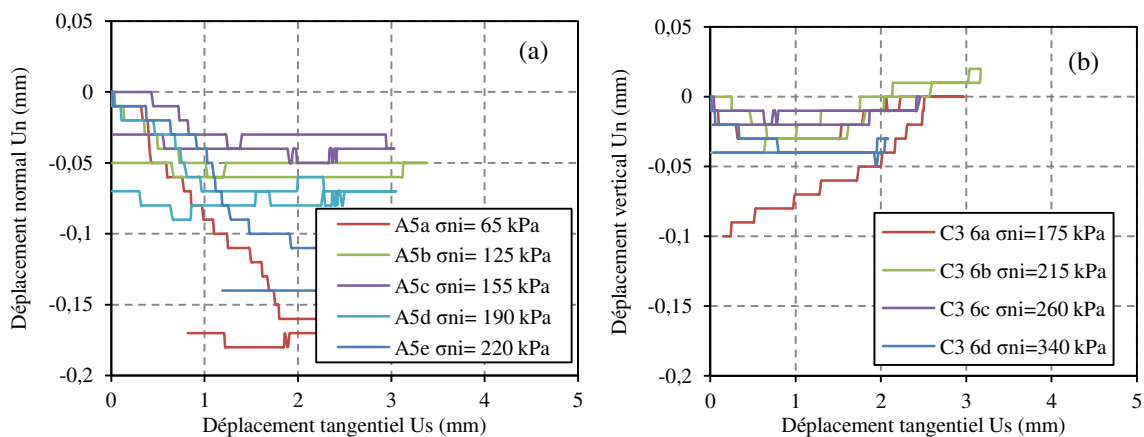 0,05
0
-0,05
-0,1
-0,15
-0,2
Déplacement normal Un (mm)
(a)
A5a σni= 65 kPa
A5b σni= 125 kPa
A5c σni= 155 kPa
A5d σni= 190 kPa
A5e σni= 220 kPa
0 1 2 3 4 5
Déplacement tangentiel Us (mm)
0,05
0
-0,05
-0,1
-0,15
-0,2
Déplacement vertical Un (mm)
(b)
C3 6a σni=175 kPa
C3 6b σni=215 kPa
C3 6c σni=260 kPa
C3 6d σni=340 kPa
0 1 2 3 4 5
Déplacement tangentiel Us (mm)